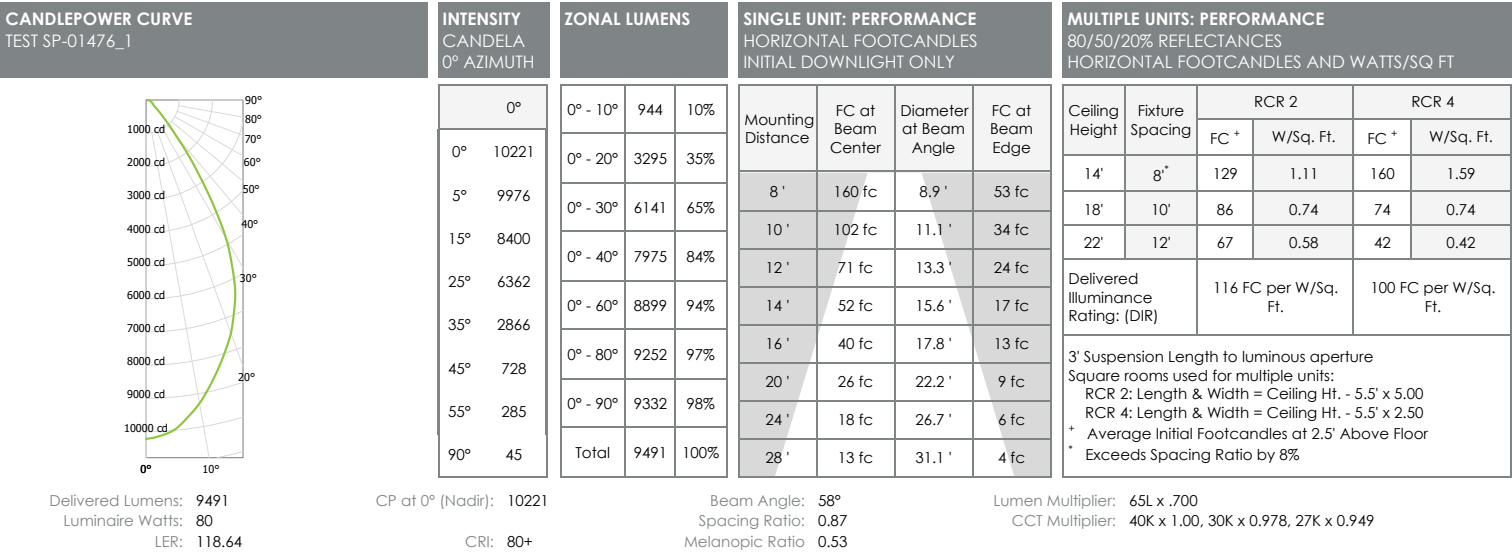 CANDLEPOWER CURVE
TEST SP-01476_1
90°
80°
70°
60°
50°
40°
30°
20°
1000 cd
2000 cd
3000 cd
4000 cd
5000 cd
6000 cd
7000 cd
8000 cd
9000 cd
10000 cd
0° 10°
INTENSITY
CANDELA
0° AZIMUTH
0°
0° 10221
5° 9976
15° 8400
25° 6362
35° 2866
45° 728
55° 285
90° 45
ZONAL LUMENS
0° - 10° 944 10%
0° - 20° 3295 35%
0° - 30° 6141 65%
0° - 40° 7975 84%
0° - 60° 8899 94%
0° - 80° 9252 97%
0° - 90° 9332 98%
Total 9491 100%
SINGLE UNIT: PERFORMANCE
HORIZONTAL FOOTCANDLES
INITIAL DOWNLIGHT ONLY
Mounting Distance
FC at Beam Center
Diameter at Beam Angle
FC at Beam Edge
8 ' 160 fc 8.9 ' 53 fc
10 ' 102 fc 11.1 ' 34 fc
12 ' 71 fc 13.3 ' 24 fc
14 ' 52 fc 15.6 ' 17 fc
16 ' 40 fc 17.8 ' 13 fc
20 ' 26 fc 22.2 ' 9 fc
24 ' 18 fc 26.7 ' 6 fc
28 ' 13 fc 31.1 ' 4 fc
MULTIPLE UNITS: PERFORMANCE
80/50/20% REFLECTANCES
HORIZONTAL FOOTCANDLES AND WATTS/SQ FT
Ceiling Height
Fixture Spacing
RCR 2 RCR 4
FC + W/Sq. Ft. FC + W/Sq. Ft.
14' 8'* 129 1.11 160 1.59
18' 10' 86 0.74 74 0.74
22' 12' 67 0.58 42 0.42
Delivered
Illuminance
Rating: (DIR)
116 FC per W/Sq.
Ft.
100 FC per W/Sq.
Ft.
3' Suspension Length to luminous aperture
Square rooms used for multiple units:
RCR 2: Length & Width = Ceiling Ht. - 5.5' x 5.00
RCR 4: Length & Width = Ceiling Ht. - 5.5' x 2.50
+ Average Initial Footcandles at 2.5' Above Floor
* Exceeds Spacing Ratio by 8%
Delivered Lumens: 9491
Luminaire Watts: 80
LER: 118.64
CP at 0° (Nadir): 10221
CRI: 80+
Beam Angle: 58°
Spacing Ratio: 0.87
Melanopic Ratio 0.53
Lumen Multiplier: 65L x .700
CCT Multiplier: 40K x 1.00, 30K x 0.978, 27K x 0.949